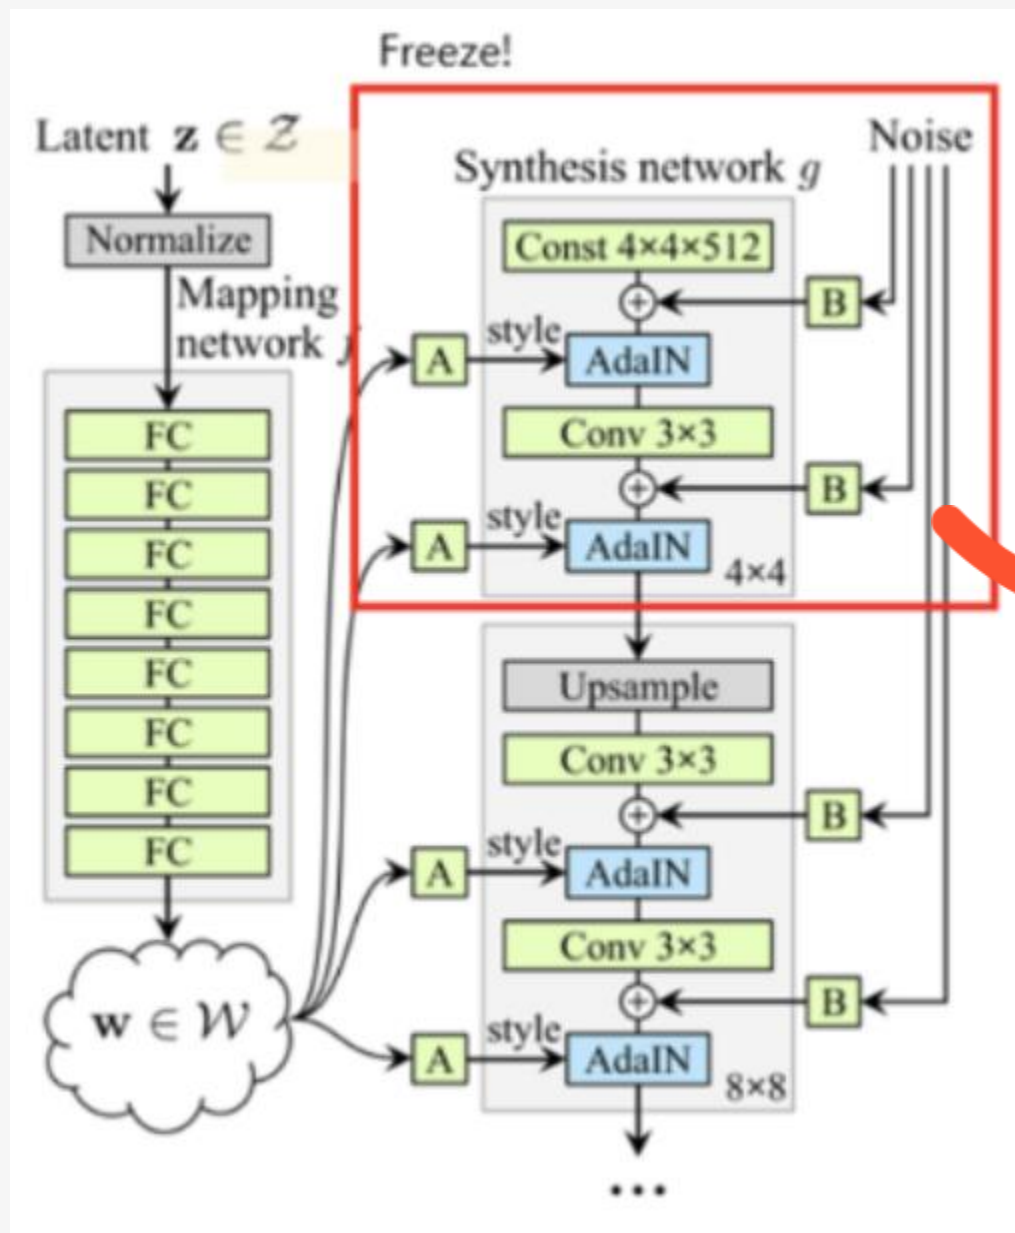 Freeze!
Latent z ∈ 𝒵
Normalize
Mapping
network
FC
FC
FC
FC
FC
FC
FC
FC
w ∈ 𝒲
Noise
Synthesis network g
Const 4×4×512
B
A
style
AdaIN
Conv 3×3
B
A
style
AdaIN
4×4
Upsample
Conv 3×3
B
A
style
AdaIN
Conv 3×3
B
A
style
AdaIN
8×8
...